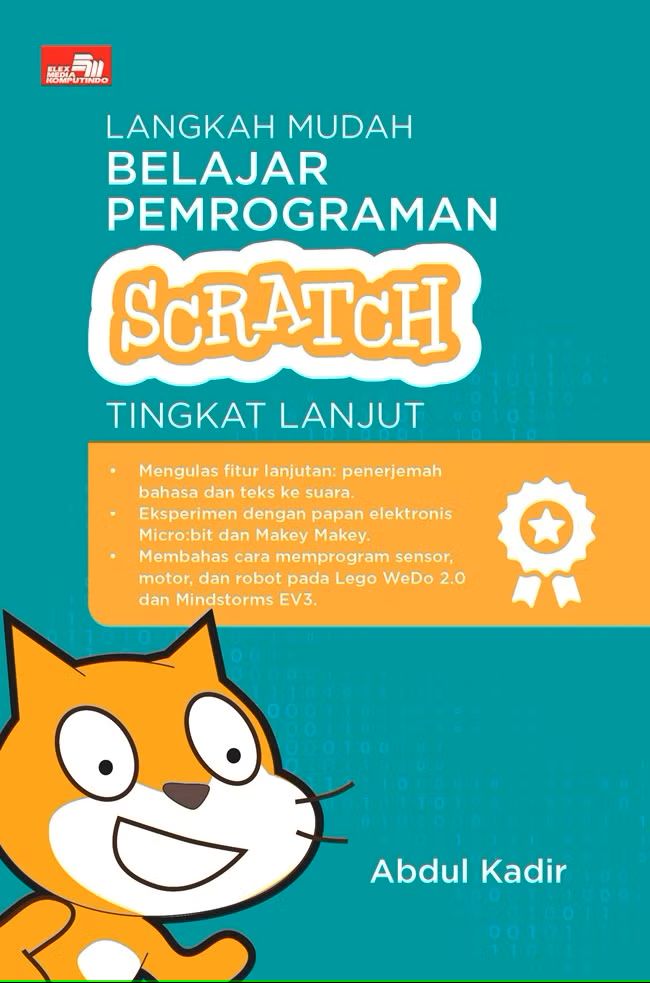 ELEX
MEDIA
KOMPUTINDO
LANGKAH MUDAH
BELAJAR
PEMROGRAMAN
SCRATCH
TINGKAT LANJUT
• Mengulas fitur lanjutan: penerjemah
bahasa dan teks ke suara.
• Eksperimen dengan papan elektronis
Micro:bit dan Makey Makey.
• Membahas cara memprogram sensor,
motor, dan robot pada Lego WeDo 2.0
dan Mindstorms EV3.
Abdul Kadir